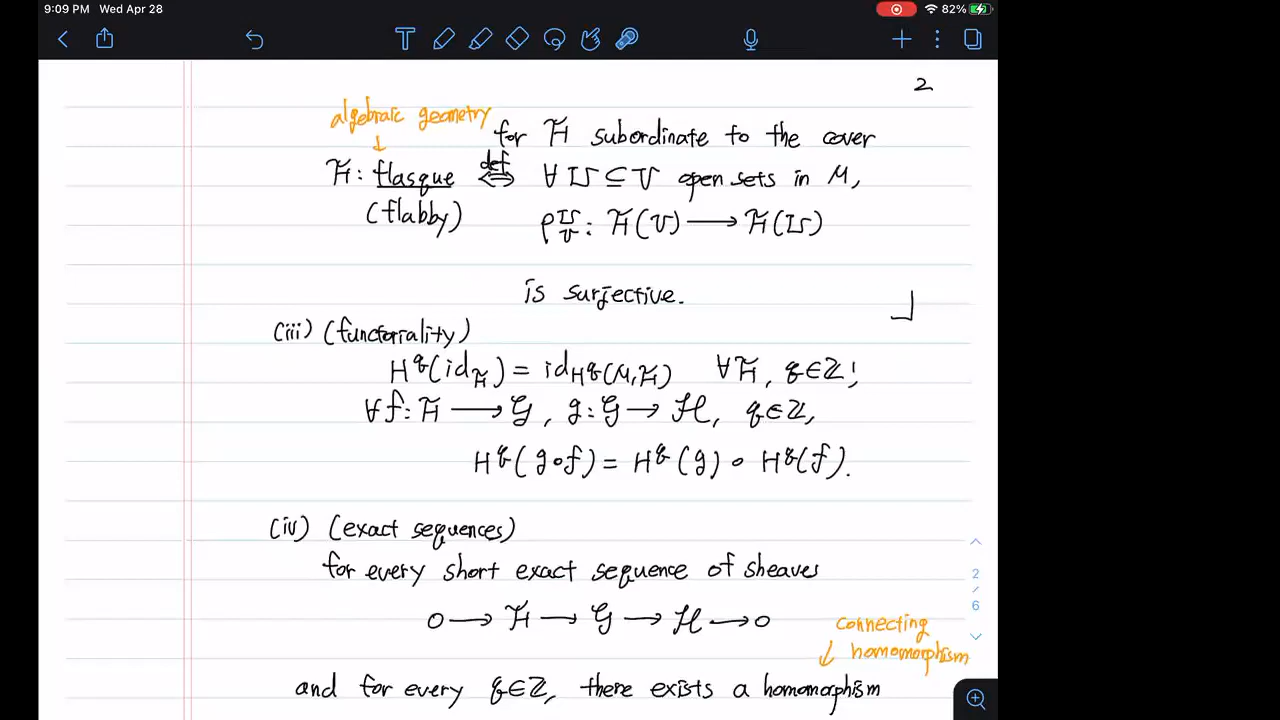 9:09 PM Wed Apr 28
82%
2
algebraic geometry
for ℱ subordinate to the cover
ℱ: flasque ⟺ def ∀ U ⊆ V open sets in M,
(flabby) ρ^U_V: ℱ(V) ⟶ ℱ(U)
is surjective.
(iii) (functoriality)
H^q(id_ℱ) = id_{H^q(M,ℱ)} ∀ℱ, q∈ℤ;
∀f: ℱ ⟶ 𝒢, g: 𝒢 → ℋ, q∈ℤ,
H^q(g∘f) = H^q(g) ∘ H^q(f).
(iv) (exact sequences)
for every short exact sequence of sheaves
0 ⟶ ℱ ⟶ 𝒢 ⟶ ℋ ⟶ 0
connecting
homomorphism
and for every q∈ℤ, there exists a homomorphism
2
/
6